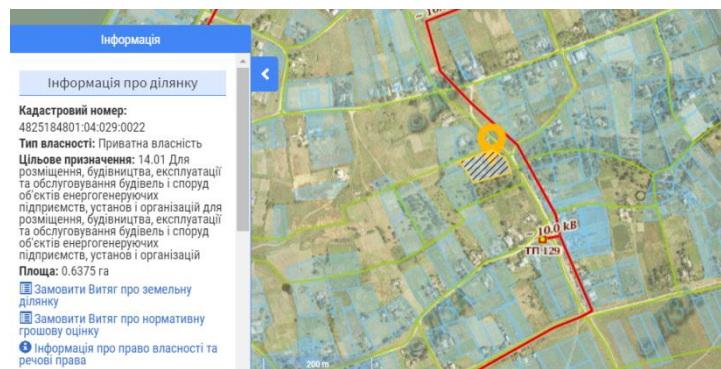 Інформація
Інформація про ділянку
Кадастровий номер:
4825184801:04:029:0022
Тип власності: Приватна власність
Цільове призначення: 14.01 Для
розміщення, будівництва, експлуатації
та обслуговування будівель і споруд
об'єктів енергогенеруючих
підприємств, установ і організацій для
розміщення, будівництва, експлуатації
та обслуговування будівель і споруд
об'єктів енергогенеруючих
підприємств, установ і організацій
Площа: 0.6375 га
Замовити Витяг про земельну
ділянку
Замовити Витяг про нормативну
грошову оцінку
Інформація про право власності та
речові права
10.0 kB
ТП 129
200 m